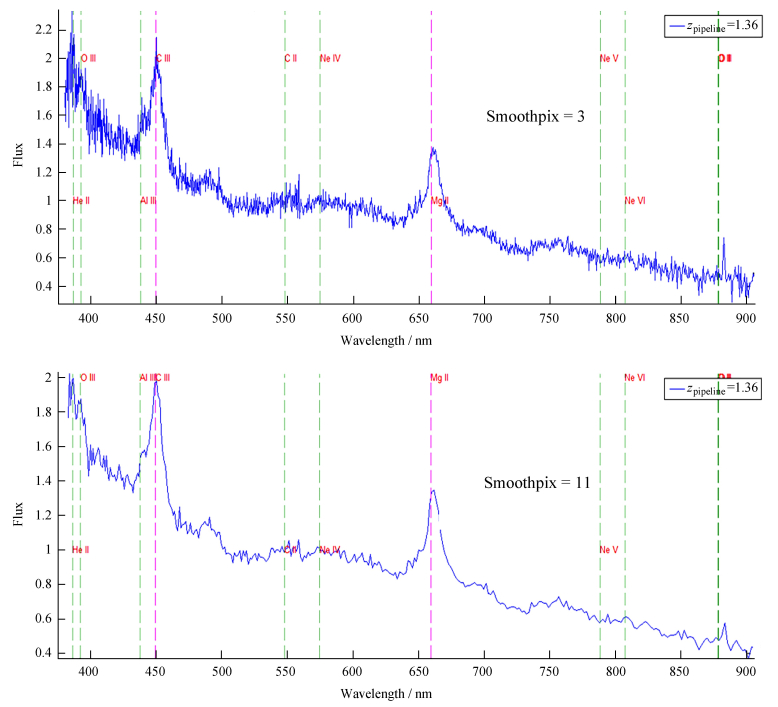 2.2
2
1.8
1.6
1.4
1.2
1
0.8
0.6
0.4
Flux
O III
C III
C II
Ne IV
Ne V
He II
Al III
Mg II
Ne VI
z pipeline =1.36
Smoothpix = 3
400 450 500 550 600 650 700 750 800 850 900
Wavelength / nm
2
1.8
1.6
1.4
1.2
1
0.8
0.6
0.4
Flux
O III
Al III
C III
Mg II
Ne VI
He II
C II
Ne IV
Ne V
z pipeline =1.36
Smoothpix = 11
400 450 500 550 600 650 700 750 800 850 900
Wavelength / nm